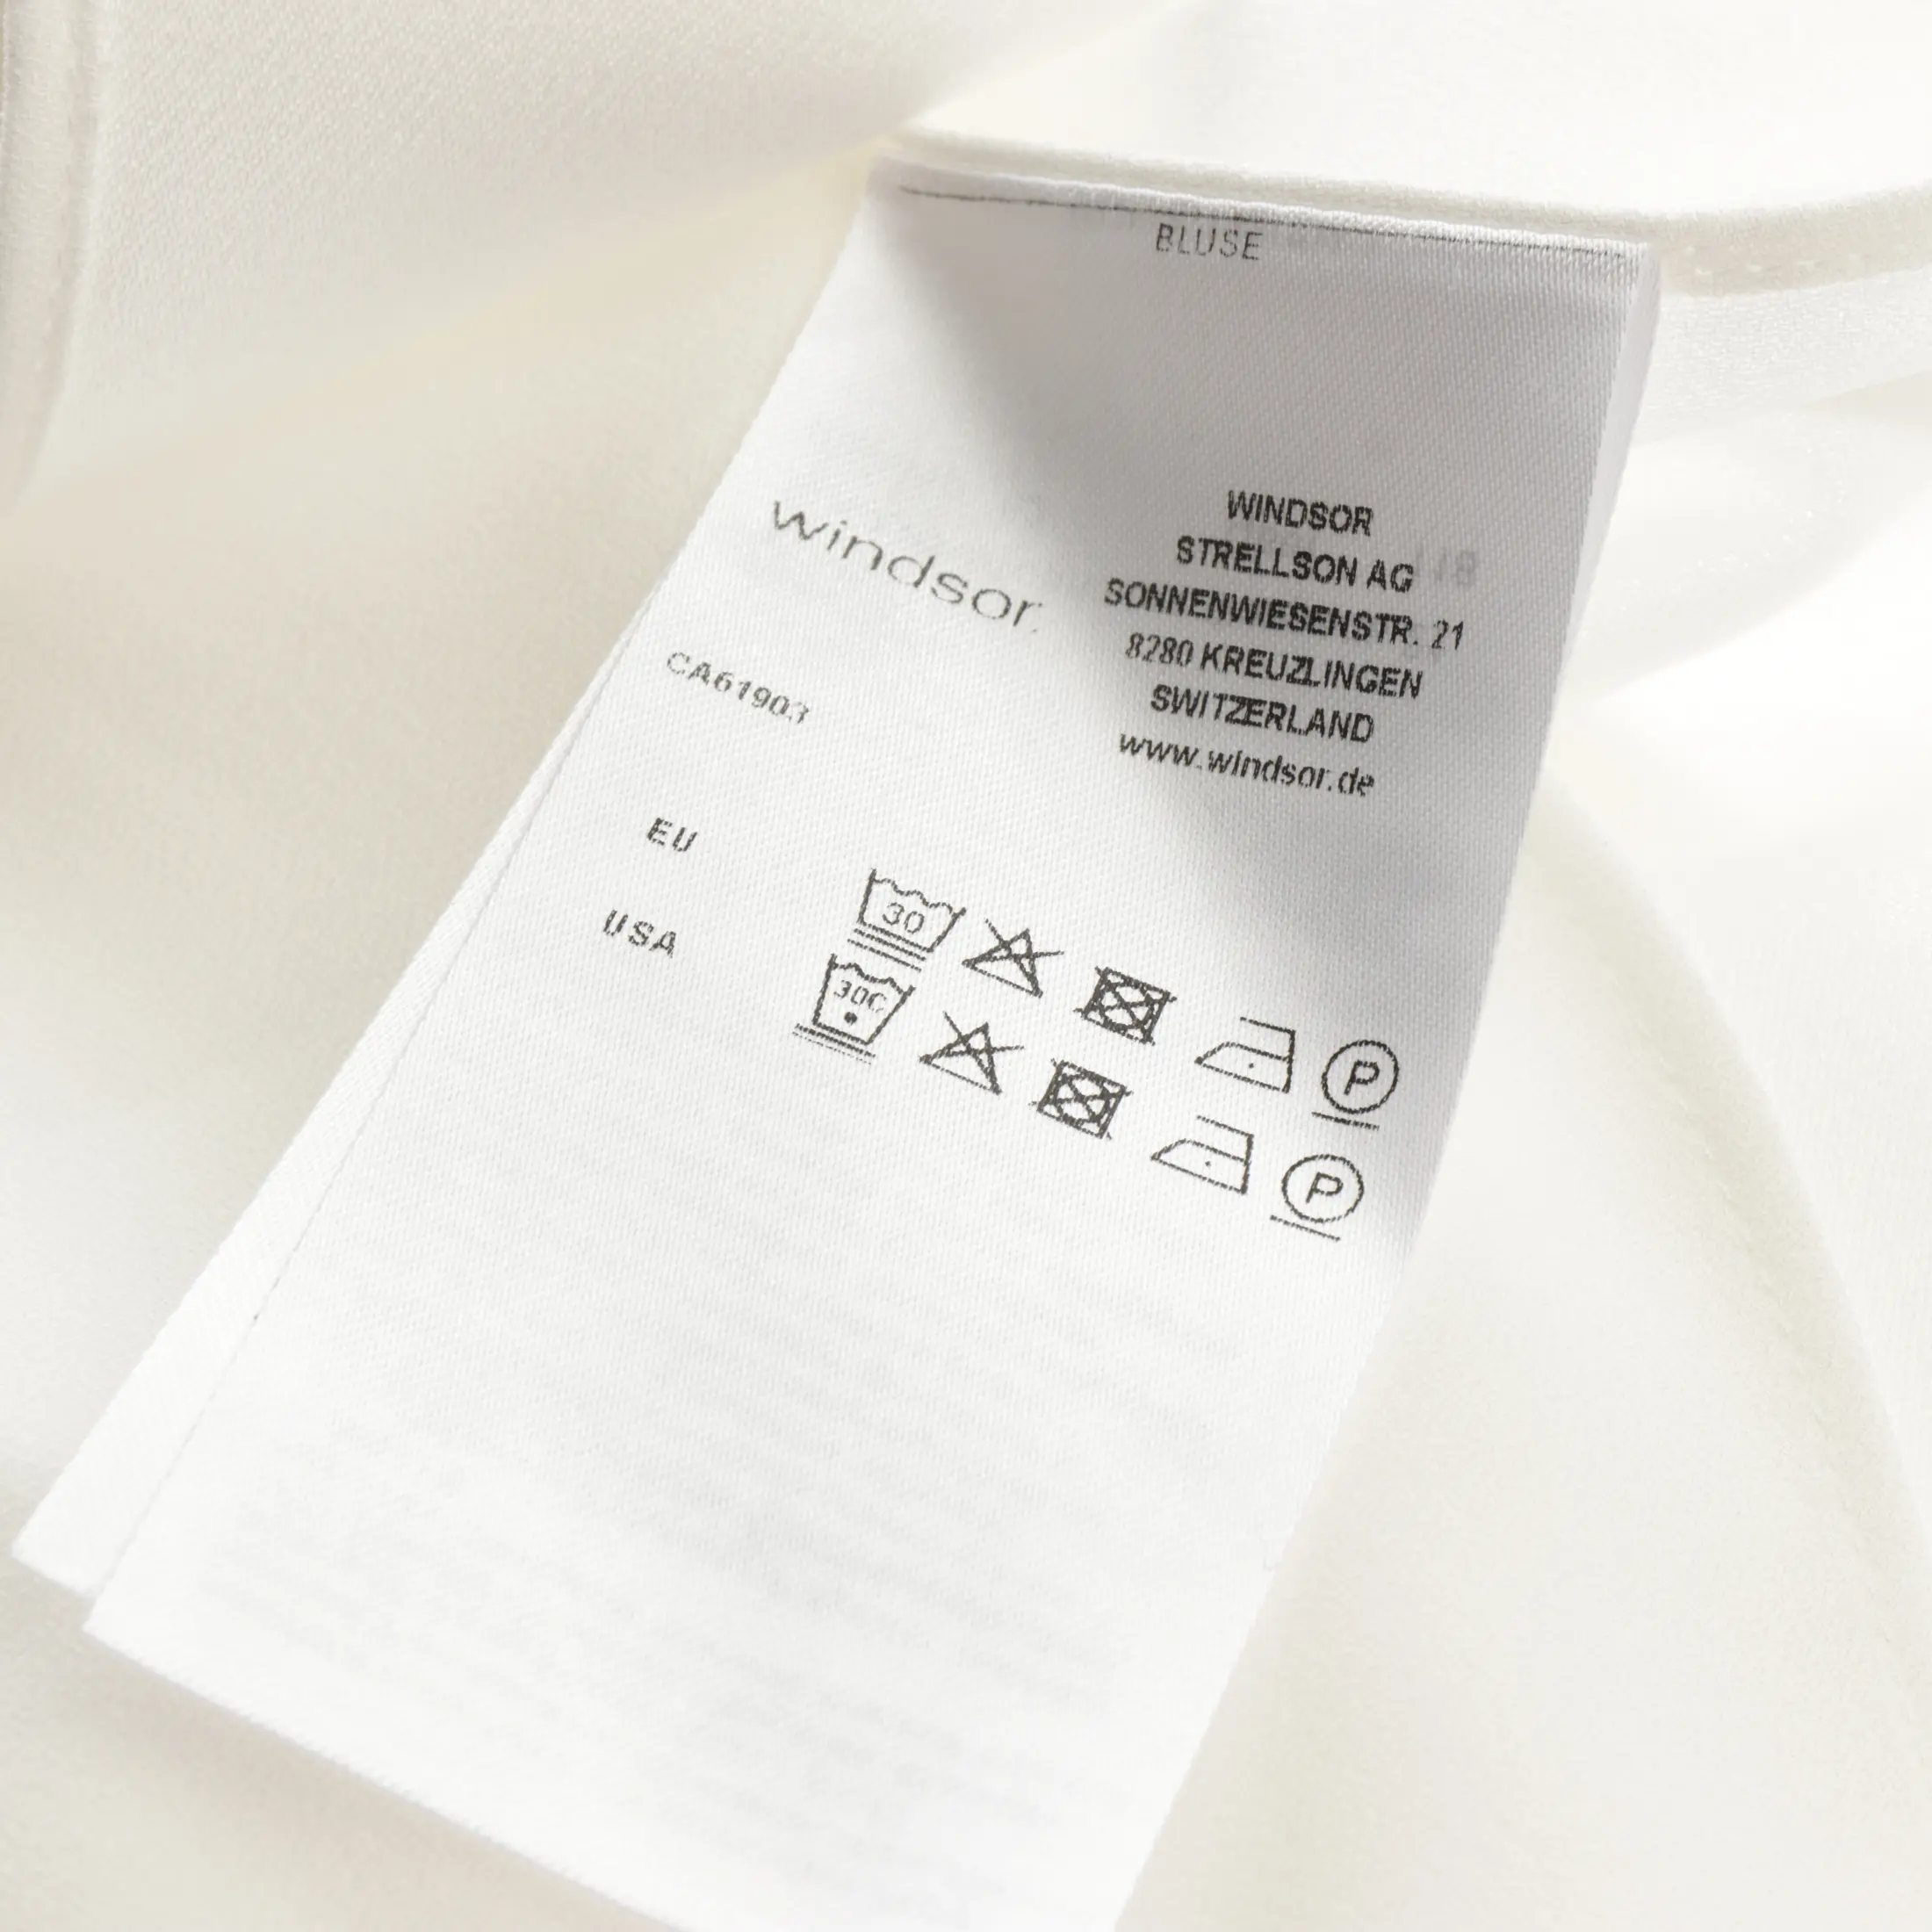 BLUSE
windsor.
CA61903
WINDSOR
STRELLSON AG
SONNENWIESENSTR. 21
8280 KREUZLINGEN
SWITZERLAND
www.windsor.de
EU
30
P
USA
30C
P